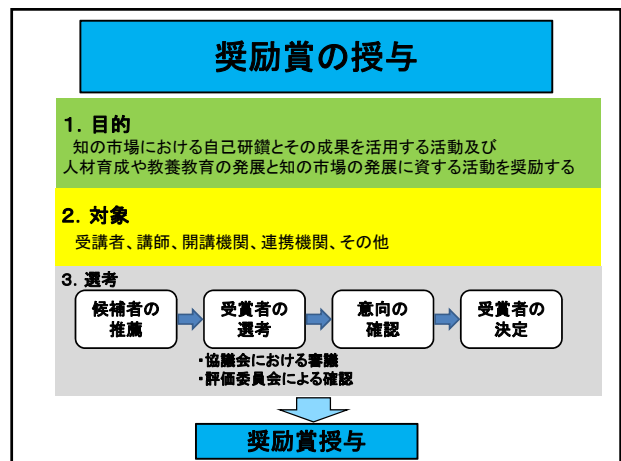 奨励賞の授与
1．目的
知の市場における自己研鑽とその成果を活用する活動及び
人材育成や教養教育の発展と知の市場の発展に資する活動を奨励する
2．対象
受講者、講師、開講機関、連携機関、その他
3．選考
候補者の
推薦
受賞者の
選考
意向の
確認
受賞者の
決定
・協議会における審議
・評価委員会による確認
奨励賞授与